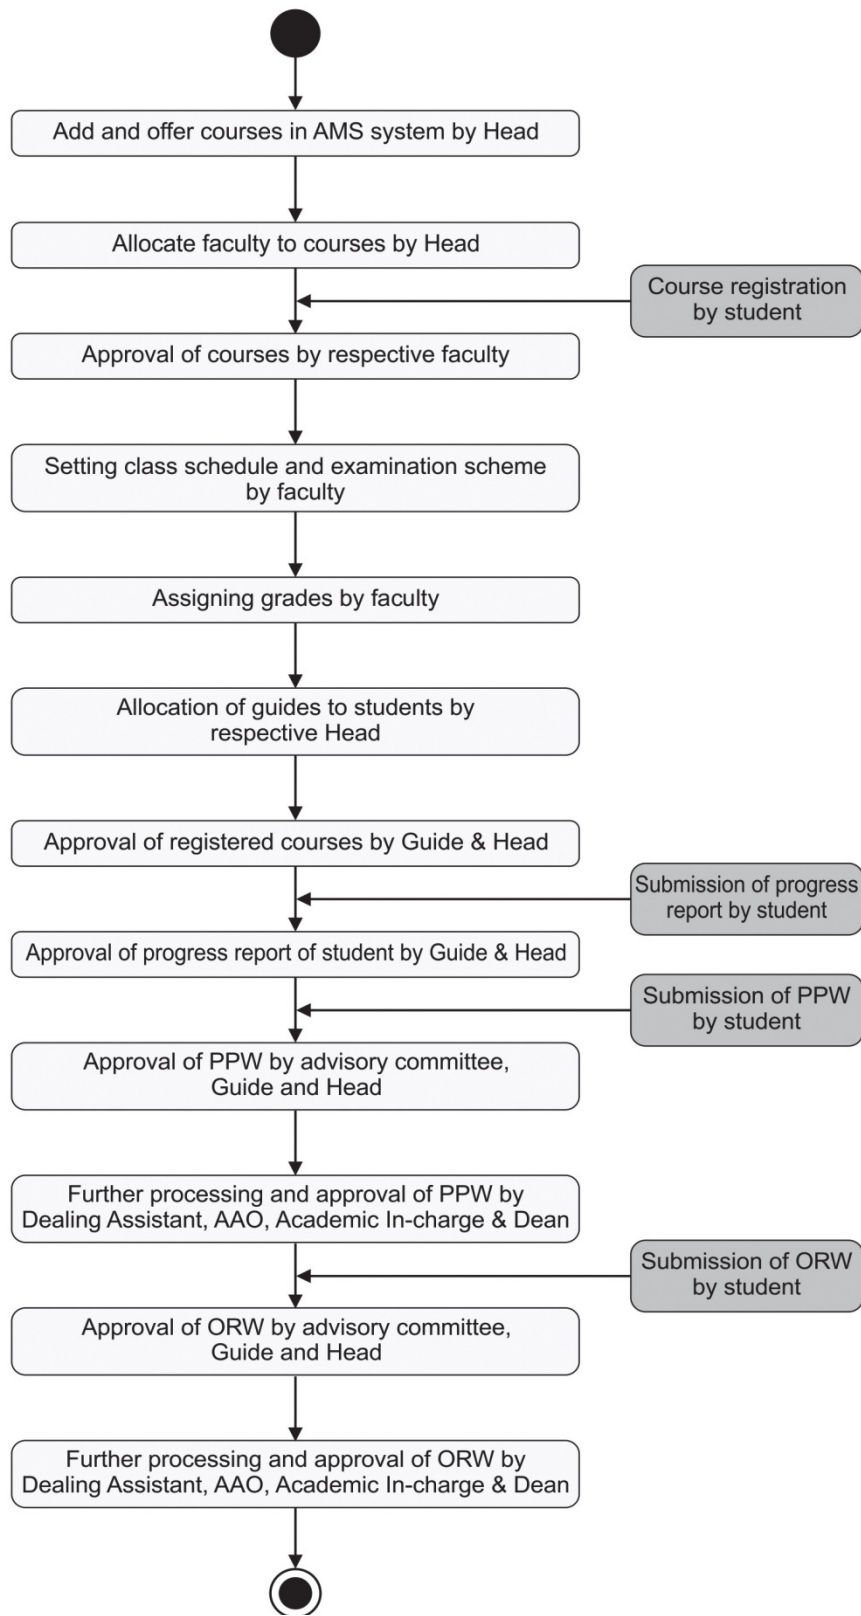 Add and offer courses in AMS system by Head
Allocate faculty to courses by Head
Course registration
by student
Approval of courses by respective faculty
Setting class schedule and examination scheme
by faculty
Assigning grades by faculty
Allocation of guides to students by
respective Head
Approval of registered courses by Guide & Head
Submission of progress
report by student
Approval of progress report of student by Guide & Head
Submission of PPW
by student
Approval of PPW by advisory committee,
Guide and Head
Further processing and approval of PPW by
Dealing Assistant, AAO, Academic In-charge & Dean
Submission of ORW
by student
Approval of ORW by advisory committee,
Guide and Head
Further processing and approval of ORW by
Dealing Assistant, AAO, Academic In-charge & Dean